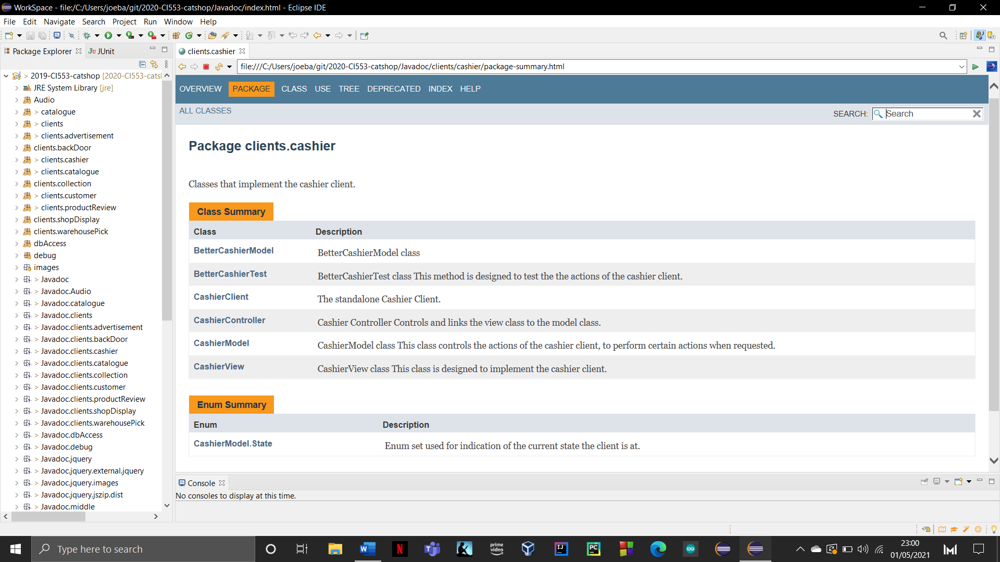 WorkSpace - file:/C:/Users/joeba/git/2020-CI553-catshop/Javadoc/index.html - Eclipse IDE
File Edit Navigate Search Project Run Window Help
Package Explorer JUnit
clients.cashier
file:///C:/Users/joeba/git/2020-CI553-catshop/Javadoc/clients/cashier/package-summary.html
> 2019-CI553-catshop [2020-CI553-cats
JRE System Library [jre]
Audio
> catalogue
> clients
> clients.advertisement
clients.backDoor
> clients.cashier
> clients.catalogue
clients.collection
> clients.customer
> clients.productReview
clients.shopDisplay
clients.warehousePick
dbAccess
debug
images
> Javadoc
> Javadoc.Audio
> Javadoc.catalogue
> Javadoc.clients
> Javadoc.clients.advertisement
> Javadoc.clients.backDoor
> Javadoc.clients.cashier
> Javadoc.clients.catalogue
> Javadoc.clients.collection
> Javadoc.clients.customer
> Javadoc.clients.productReview
> Javadoc.clients.shopDisplay
> Javadoc.clients.warehousePick
> Javadoc.dbAccess
> Javadoc.debug
> Javadoc.jquery
> Javadoc.jquery.external.jquery
> Javadoc.jquery.images
> Javadoc.jquery.jszip.dist
> Javadoc.middle
OVERVIEW PACKAGE CLASS USE TREE DEPRECATED INDEX HELP
ALL CLASSES
SEARCH: Search
Package clients.cashier
Classes that implement the cashier client.
Class Summary
Class Description
BetterCashierModel BetterCashierModel class
BetterCashierTest BetterCashierTest class This method is designed to test the the actions of the cashier client.
CashierClient The standalone Cashier Client.
CashierController Cashier Controller Controls and links the view class to the model class.
CashierModel CashierModel class This class controls the actions of the cashier client, to perform certain actions when requested.
CashierView CashierView class This class is designed to implement the cashier client.
Enum Summary
Enum Description
CashierModel.State Enum set used for indication of the current state the client is at.
Console
No consoles to display at this time.
Type here to search
prime video
23:00
01/05/2021